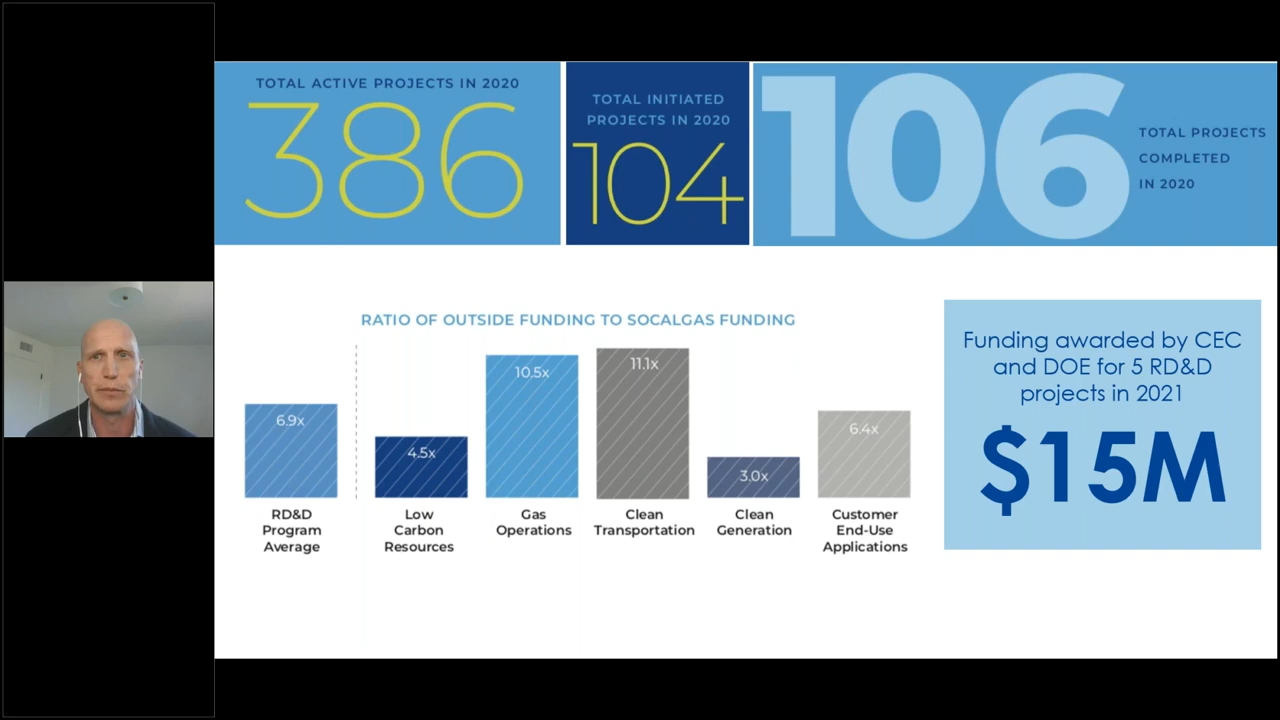 TOTAL ACTIVE PROJECTS IN 2020
386
TOTAL INITIATED
PROJECTS IN 2020
104
106
TOTAL PROJECTS
COMPLETED
IN 2020
RATIO OF OUTSIDE FUNDING TO SOCALGAS FUNDING
6.9x
4.5x
10.5x
11.1x
3.0x
6.4x
RD&D
Program
Average
Low
Carbon
Resources
Gas
Operations
Clean
Transportation
Clean
Generation
Customer
End-Use
Applications
Funding awarded by CEC
and DOE for 5 RD&D
projects in 2021
$15M